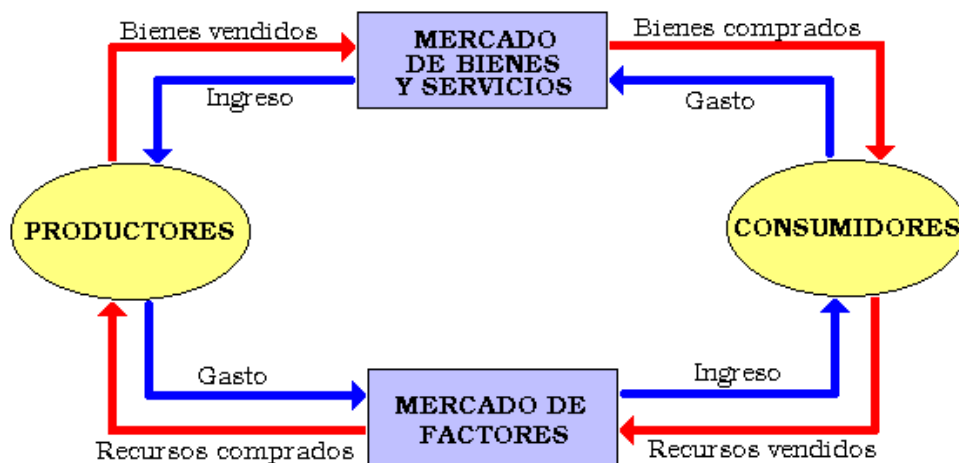 Bienes vendidos
MERCADO
DE BIENES
Y SERVICIOS
Bienes comprados
Ingreso
Gasto
PRODUCTORES
CONSUMIDORES
Gasto
MERCADO DE
FACTORES
Ingreso
Recursos comprados
Recursos vendidos